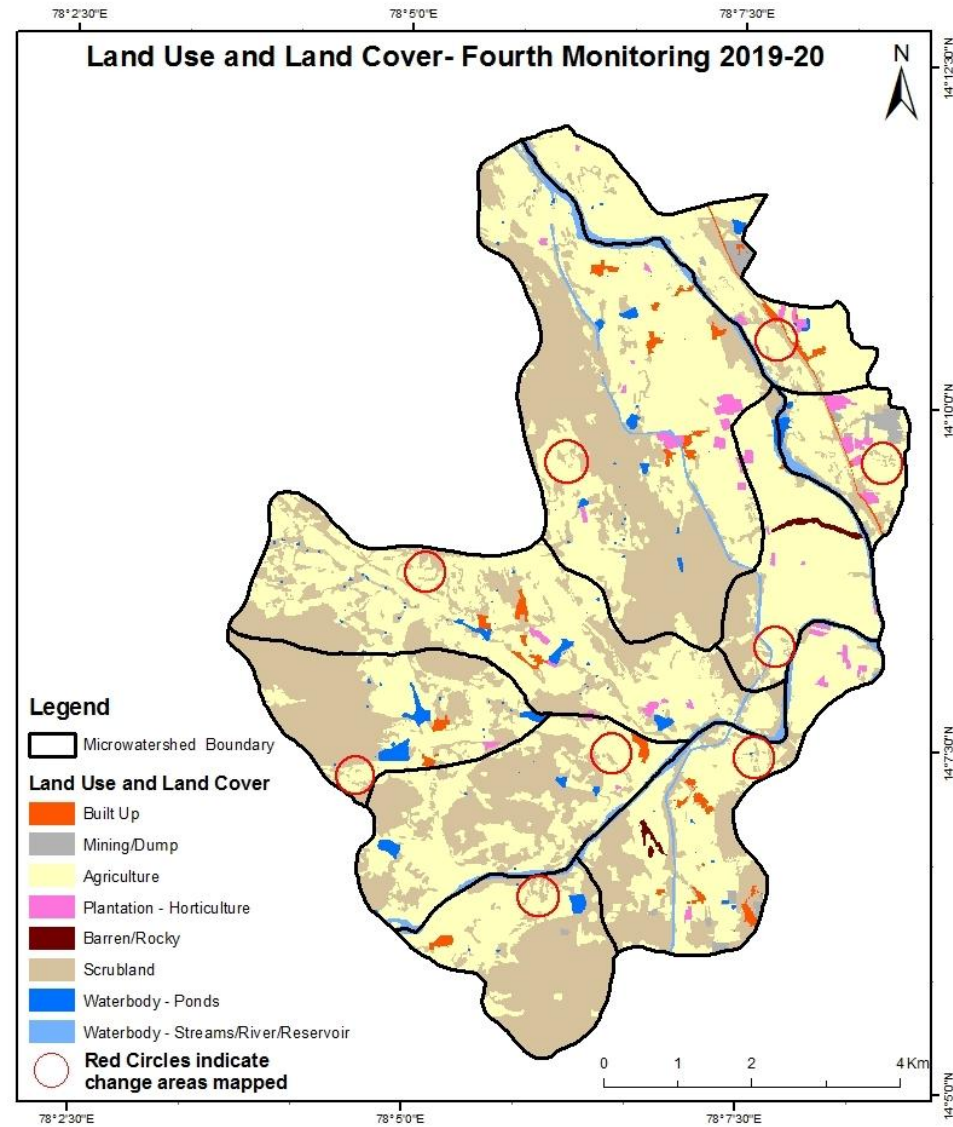 78°2'30"E 78°5'0"E 78°7'30"E
Land Use and Land Cover- Fourth Monitoring 2019-20
N
14°12'30"N
14°10'0"N
14°7'30"N
14°5'0"N
Legend
Microwatershed Boundary
Land Use and Land Cover
Built Up
Mining/Dump
Agriculture
Plantation - Horticulture
Barren/Rocky
Scrubland
Waterbody - Ponds
Waterbody - Streams/River/Reservoir
Red Circles indicate
change areas mapped
0 1 2 4 Km
78°2'30"E 78°5'0"E 78°7'30"E